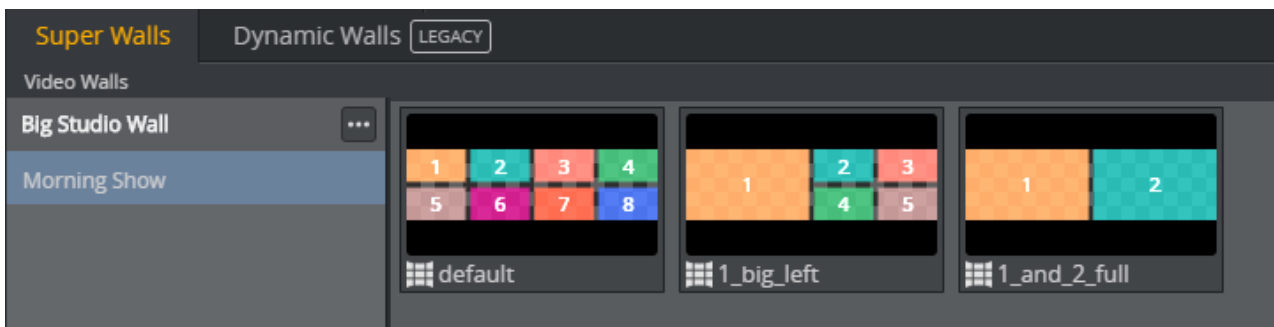 Super Walls Dynamic Walls LEGACY
Video Walls
Big Studio Wall ...
Morning Show
1 2 3 4
5 6 7 8
default
1 2 3
4 5
1_big_left
1 2
1_and_2_full